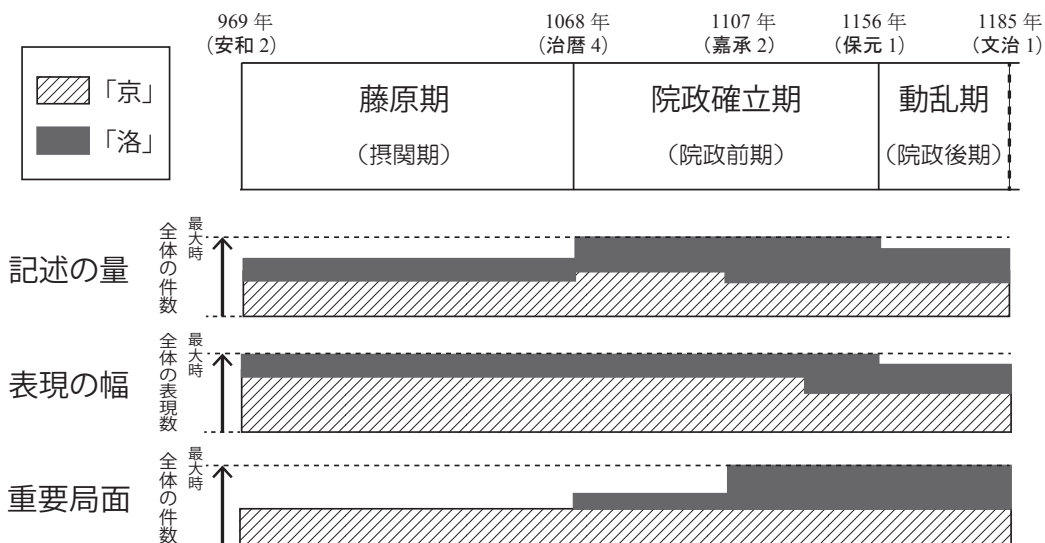 969 年
(安和 2)
1068 年
(治暦 4)
1107 年
(嘉承 2)
1156 年
(保元 1)
1185 年
(文治 1)
「京」
「洛」
藤原期
(摂関期)
院政確立期
(院政前期)
動乱期
(院政後期)
記述の量
全体の件数
最大時
表現の幅
全体の表現数
最大時
重要局面
全体の件数
最大時